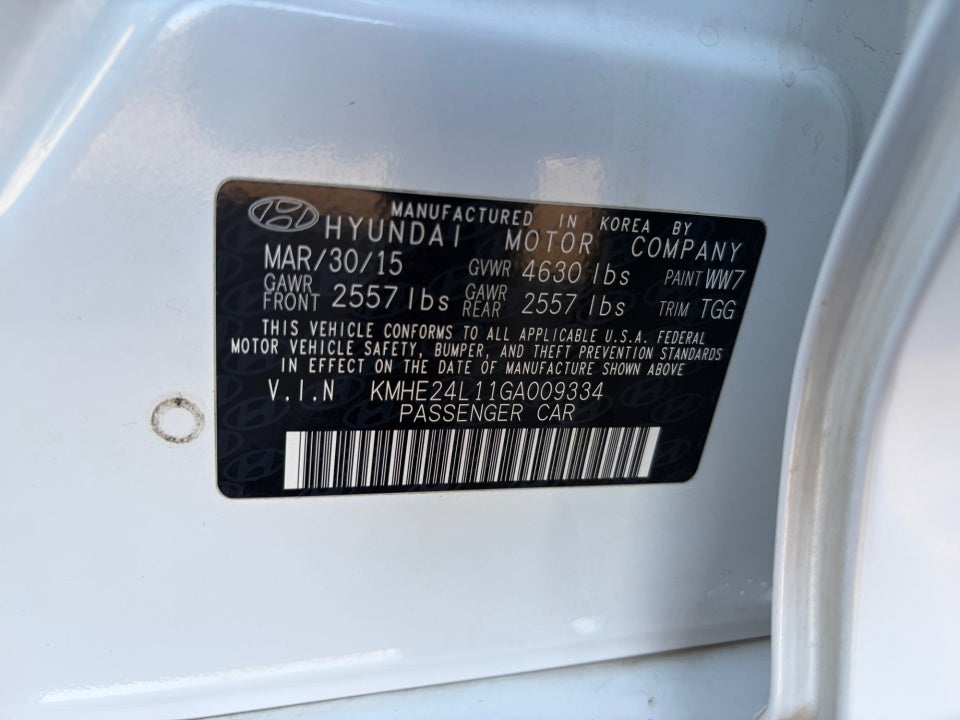 MANUFACTURED IN KOREA BY
HYUNDAI MOTOR COMPANY
MAR/30/15 GVWR 4630 lbs PAINT WW7
GAWR FRONT 2557 lbs GAWR REAR 2557 lbs TRIM TGG
THIS VEHICLE CONFORMS TO ALL APPLICABLE U.S.A. FEDERAL
MOTOR VEHICLE SAFETY, BUMPER, AND THEFT PREVENTION STANDARDS
IN EFFECT ON THE DATE OF MANUFACTURE SHOWN ABOVE
V.I.N KMHE24L11GA009334
PASSENGER CAR